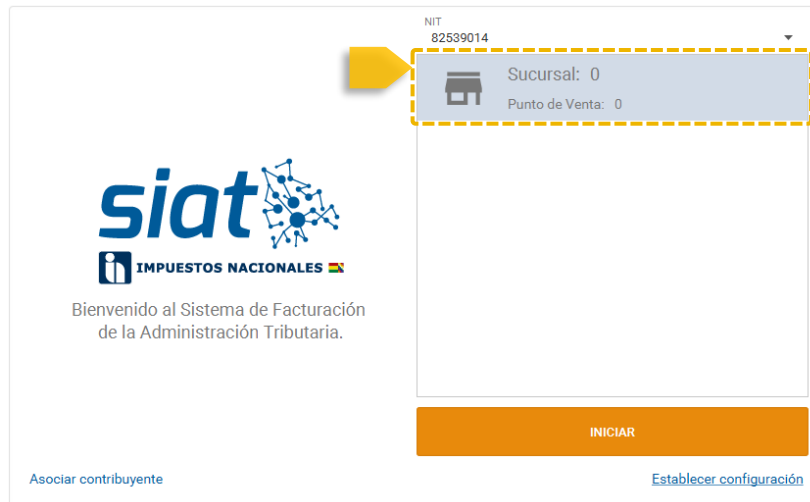 NIT
82539014
Sucursal: 0
Punto de Venta: 0
siat
IMPUESTOS NACIONALES
Bienvenido al Sistema de Facturación
de la Administración Tributaria.
INICIAR
Asociar contribuyente
Establecer configuración